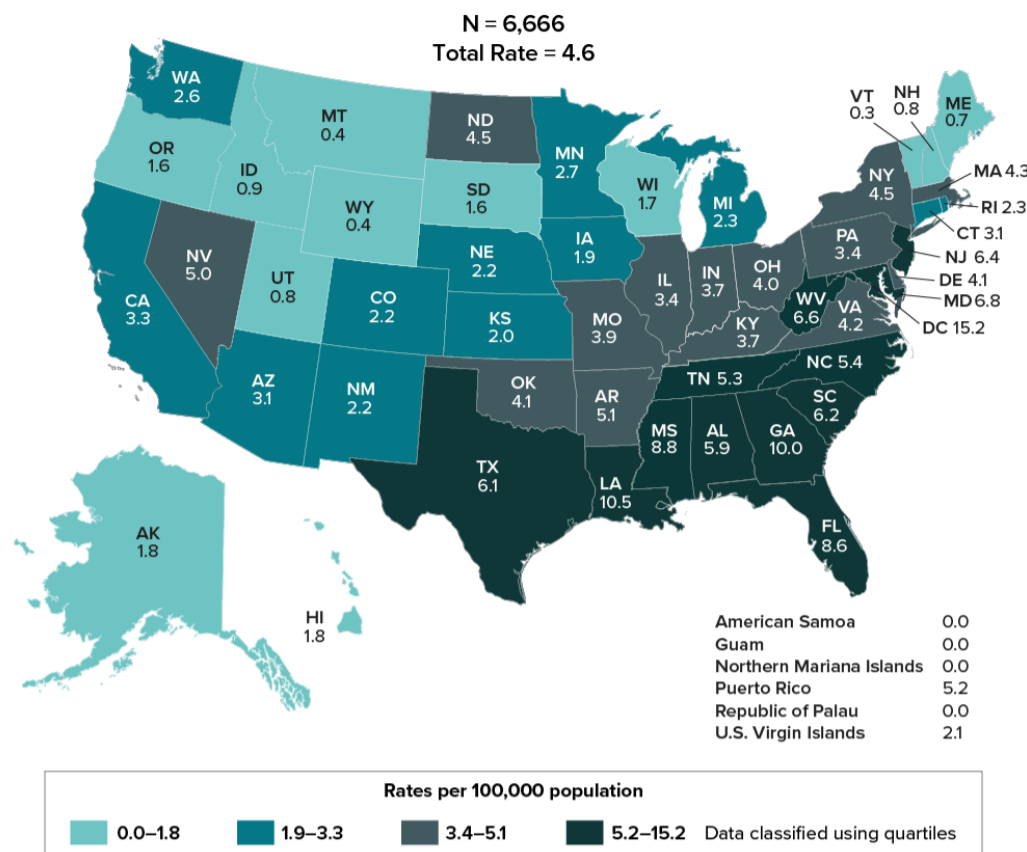 N = 6,666
Total Rate = 4.6
WA
2.6
OR
1.6
ID
0.9
MT
0.4
WY
0.4
NV
5.0
UT
0.8
CA
3.3
AZ
3.1
CO
2.2
NM
2.2
ND
4.5
SD
1.6
NE
2.2
KS
2.0
OK
4.1
TX
6.1
MN
2.7
IA
1.9
MO
3.9
AR
5.1
LA
10.5
WI
1.7
IL
3.4
MI
2.3
IN
3.7
OH
4.0
KY
3.7
TN 5.3
MS
8.8
AL
5.9
GA
10.0
FL
8.6
SC
6.2
NC 5.4
VA
4.2
WV
6.6
PA
3.4
NY
4.5
VT
0.3
NH
0.8
ME
0.7
MA 4.3
RI 2.3
CT 3.1
NJ 6.4
DE 4.1
MD 6.8
DC 15.2
AK
1.8
HI
1.8
American Samoa 0.0
Guam 0.0
Northern Mariana Islands 0.0
Puerto Rico 5.2
Republic of Palau 0.0
U.S. Virgin Islands 2.1
Rates per 100,000 population
0.0–1.8 1.9–3.3 3.4–5.1 5.2–15.2 Data classified using quartiles